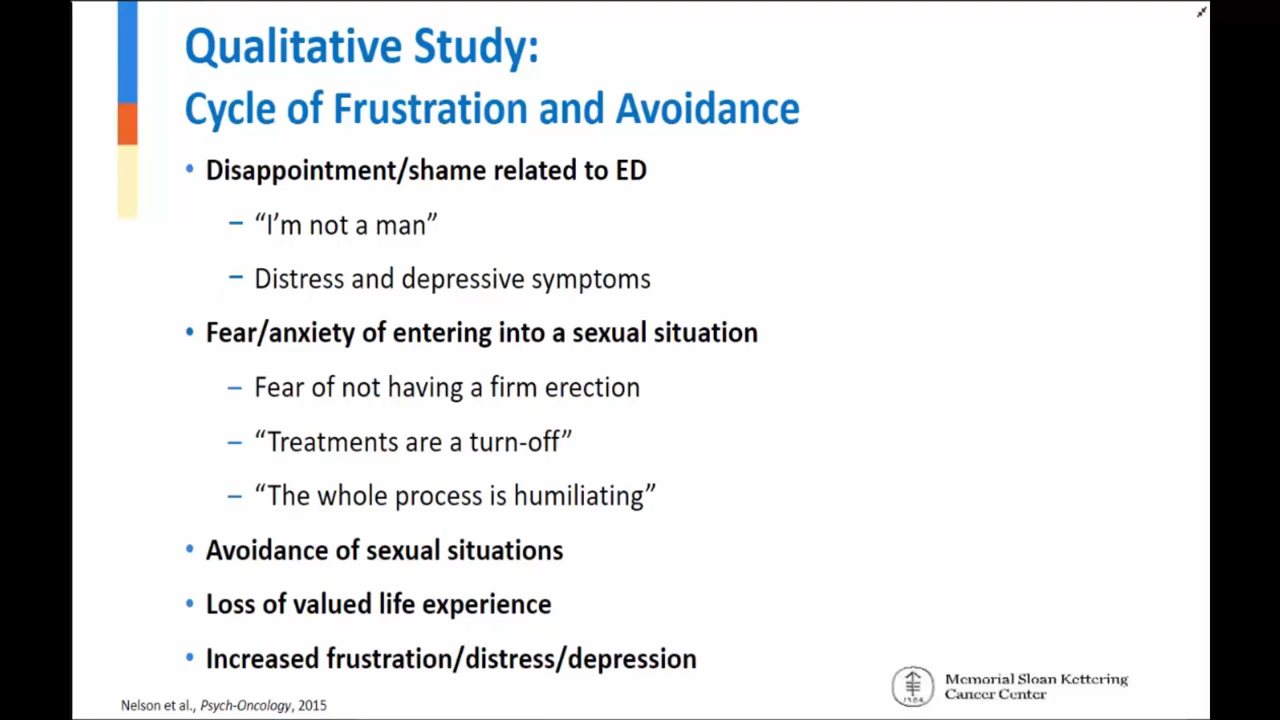 Qualitative Study:
Cycle of Frustration and Avoidance
• Disappointment/shame related to ED
– “I’m not a man”
– Distress and depressive symptoms
• Fear/anxiety of entering into a sexual situation
– Fear of not having a firm erection
– “Treatments are a turn-off”
– “The whole process is humiliating”
• Avoidance of sexual situations
• Loss of valued life experience
• Increased frustration/distress/depression
Memorial Sloan Kettering
Cancer Center
Nelson et al., Psych-Oncology, 2015